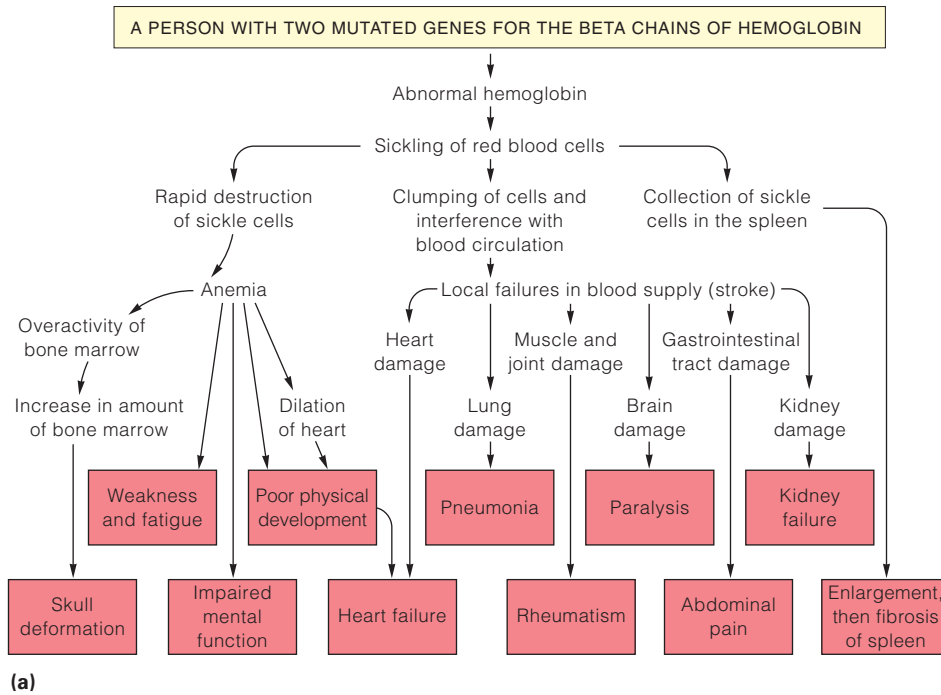 A PERSON WITH TWO MUTATED GENES FOR THE BETA CHAINS OF HEMOGLOBIN
Abnormal hemoglobin
Sickling of red blood cells
Rapid destruction
of sickle cells
Clumping of cells and
interference with
blood circulation
Collection of sickle
cells in the spleen
Anemia
Local failures in blood supply (stroke)
Overactivity of
bone marrow
Heart
damage
Muscle and
joint damage
Gastrointestinal
tract damage
Increase in amount
of bone marrow
Dilation
of heart
Lung
damage
Brain
damage
Kidney
damage
Weakness
and fatigue
Poor physical
development
Pneumonia
Paralysis
Kidney
failure
Skull
deformation
Impaired
mental
function
Heart failure
Rheumatism
Abdominal
pain
Enlargement,
then fibrosis
of spleen
(a)